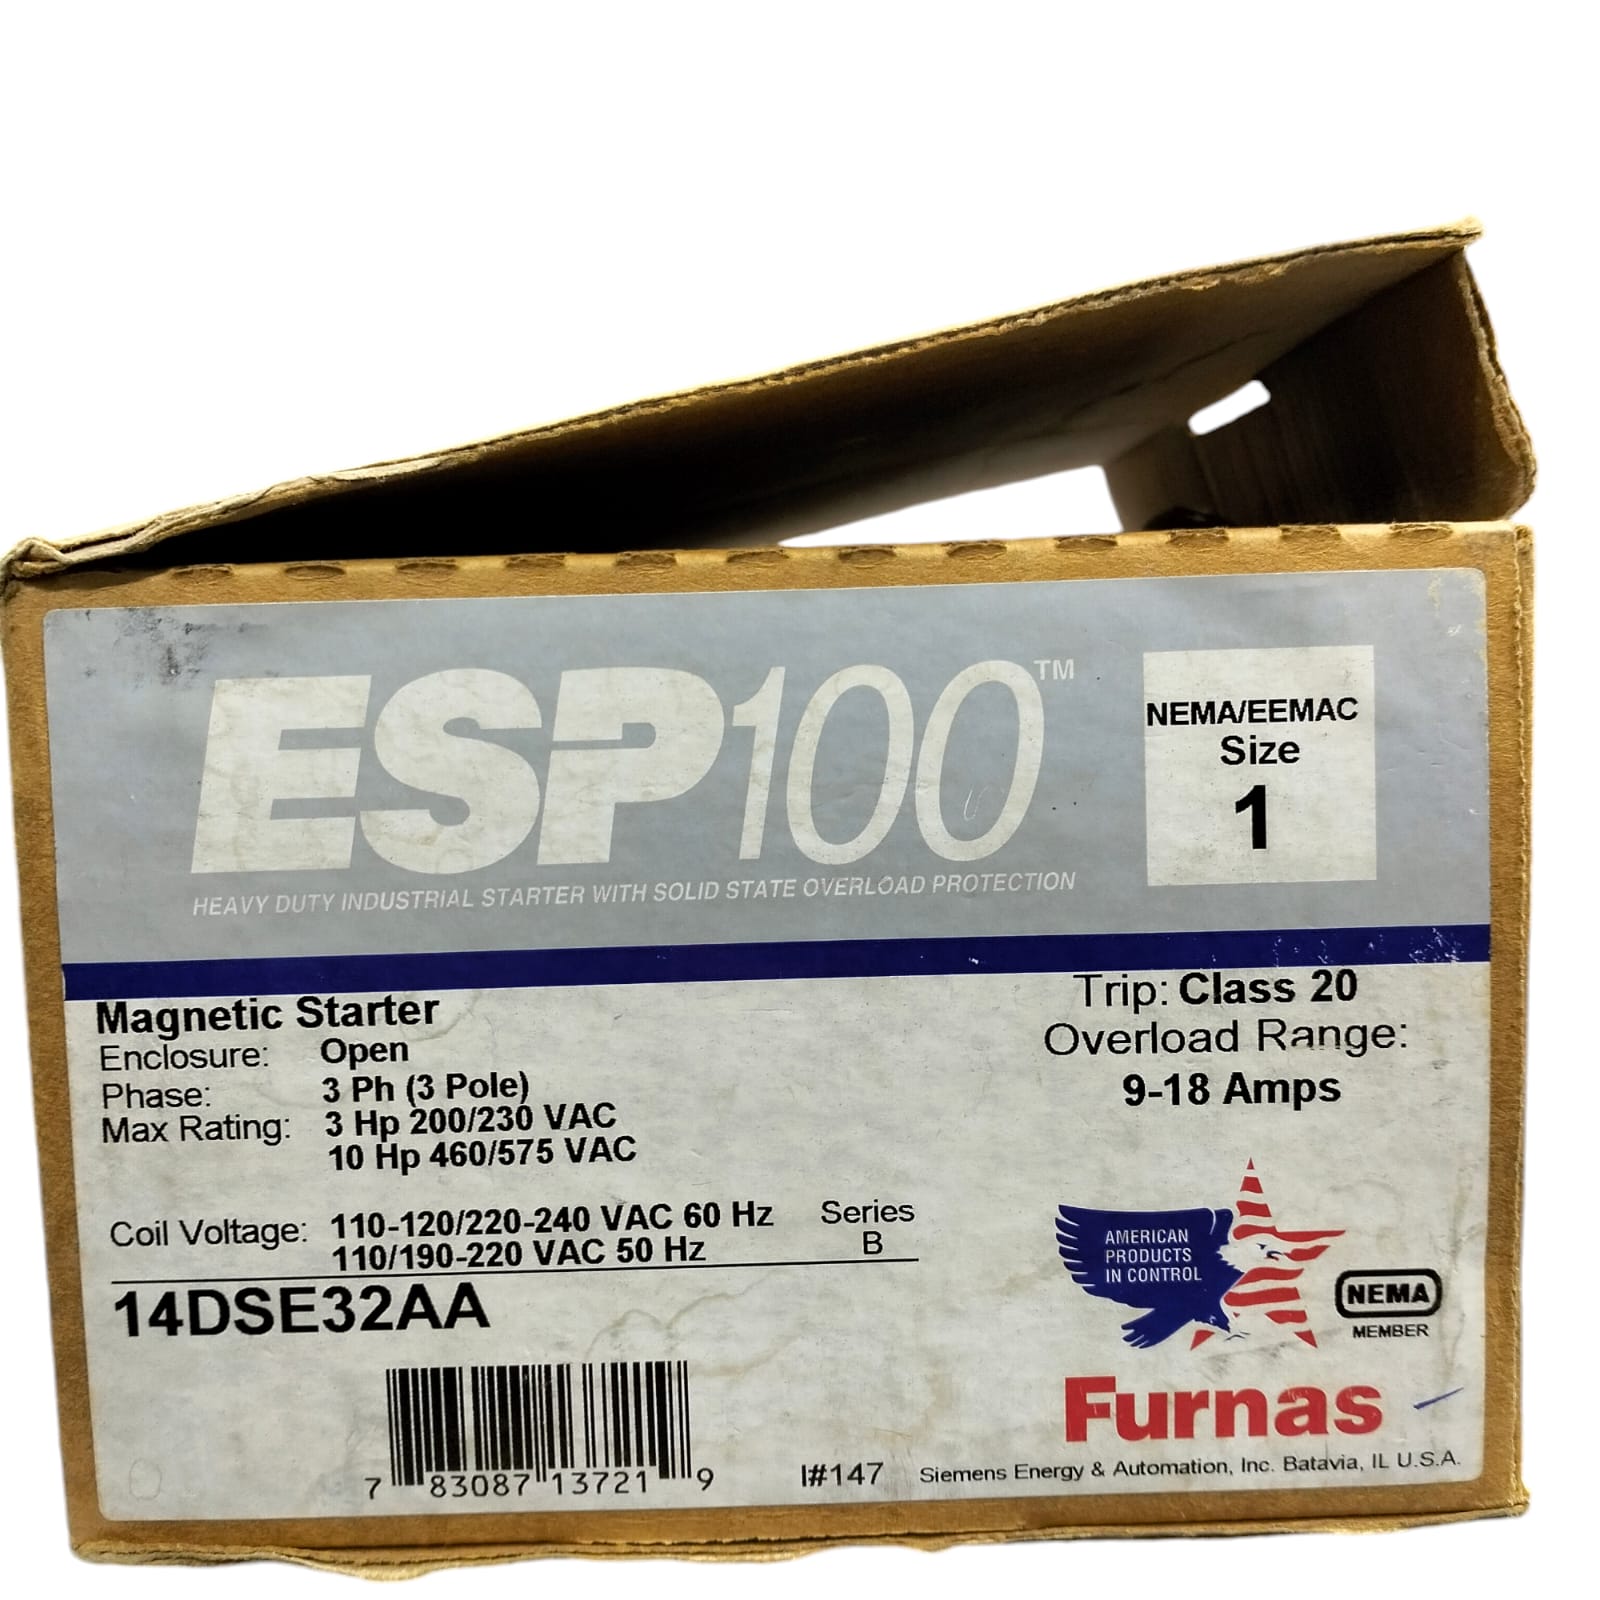 ESP100™
HEAVY DUTY INDUSTRIAL STARTER WITH SOLID STATE OVERLOAD PROTECTION
NEMA/EEMAC
Size
1
Magnetic Starter
Enclosure: Open
Phase: 3 Ph (3 Pole)
Max Rating: 3 Hp 200/230 VAC
10 Hp 460/575 VAC
Coil Voltage: 110-120/220-240 VAC 60 Hz
110/190-220 VAC 50 Hz
Series
B
14DSE32AA
7 83087 13721 9
I#147
Trip: Class 20
Overload Range:
9-18 Amps
AMERICAN
PRODUCTS
IN CONTROL
NEMA
MEMBER
Furnas
Siemens Energy & Automation, Inc. Batavia, IL U.S.A.